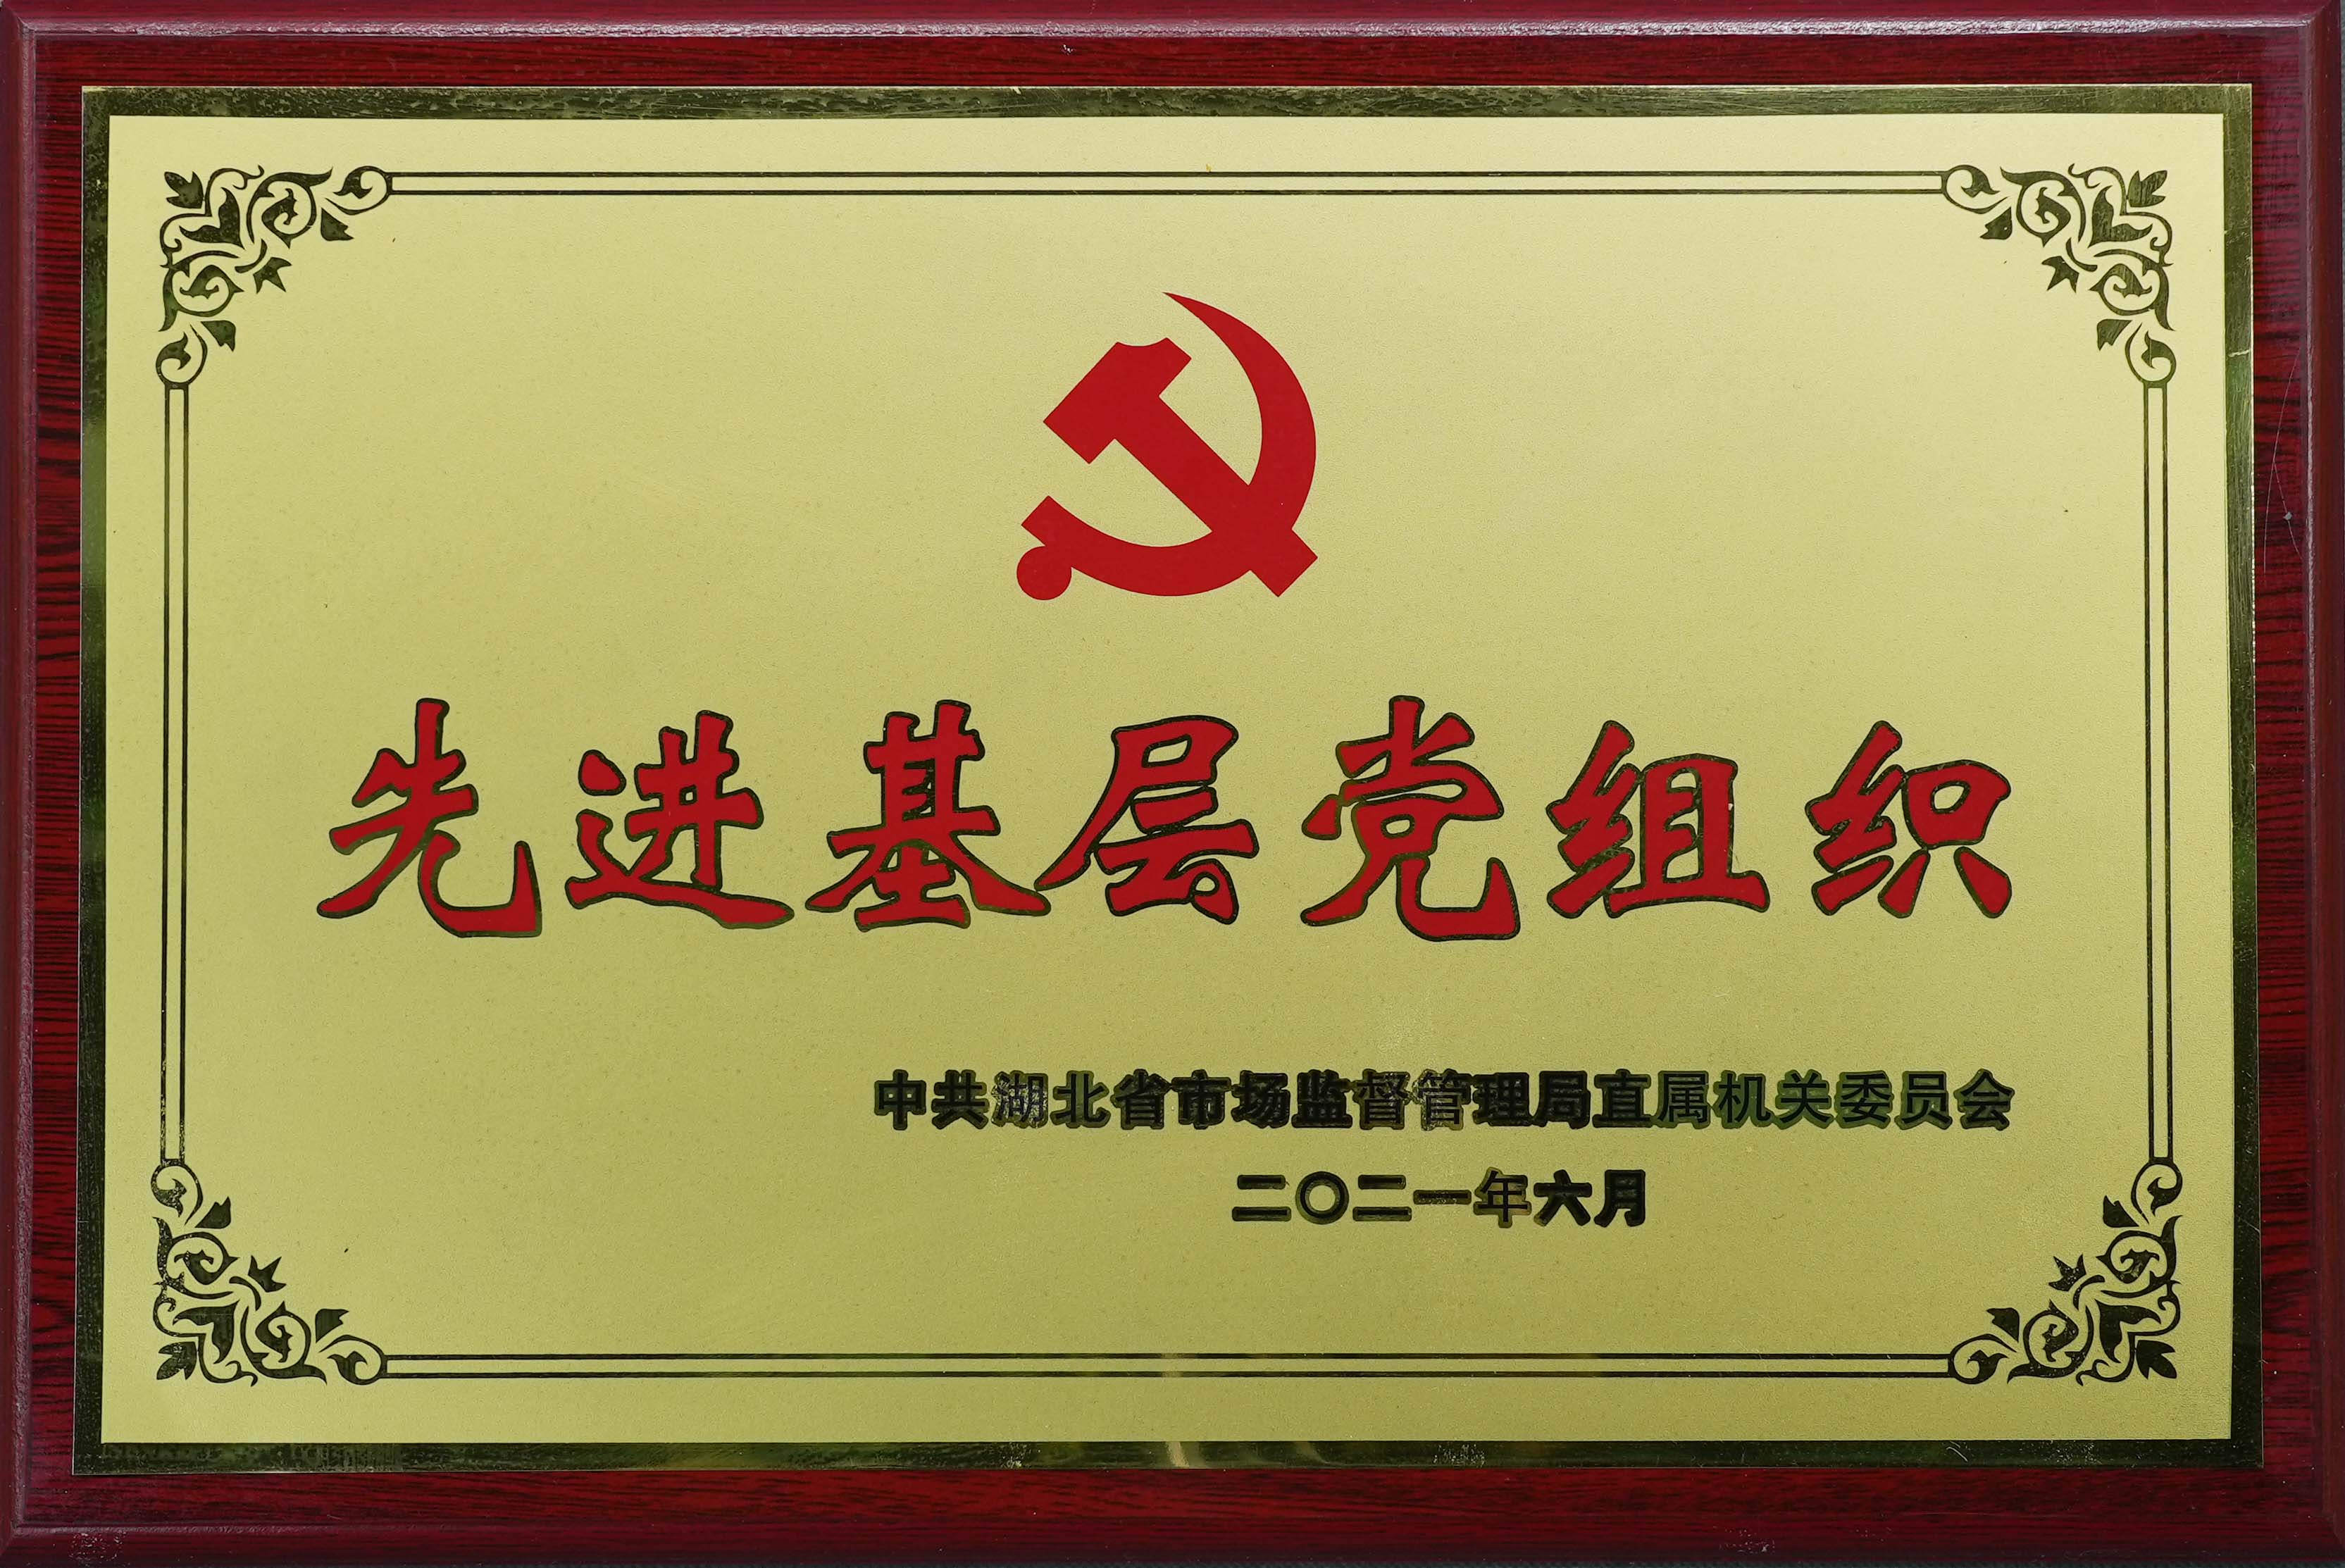 先进基层党组织
中共湖北省市场监督管理局直属机关委员会
二〇二一年六月